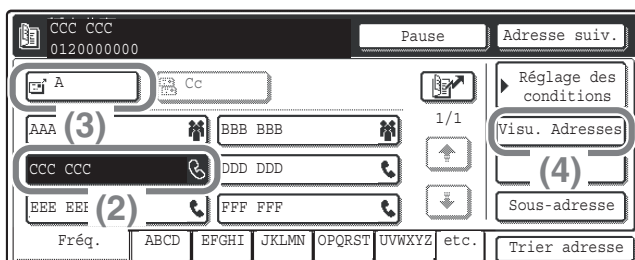 CCC CCC
0120000000
Pause
Adresse suiv.
A
Cc
Réglage des
conditions
AAA
(3)
BBB BBB
1/1
Visu. Adresses
CCC CCC
DDD DDD
(4)
EEE
(2)
FFF FFF
Sous-adresse
Fréq.
ABCD
EFGHI
JKLMN
OPQRST
UVWXYZ
etc.
Trier adresse